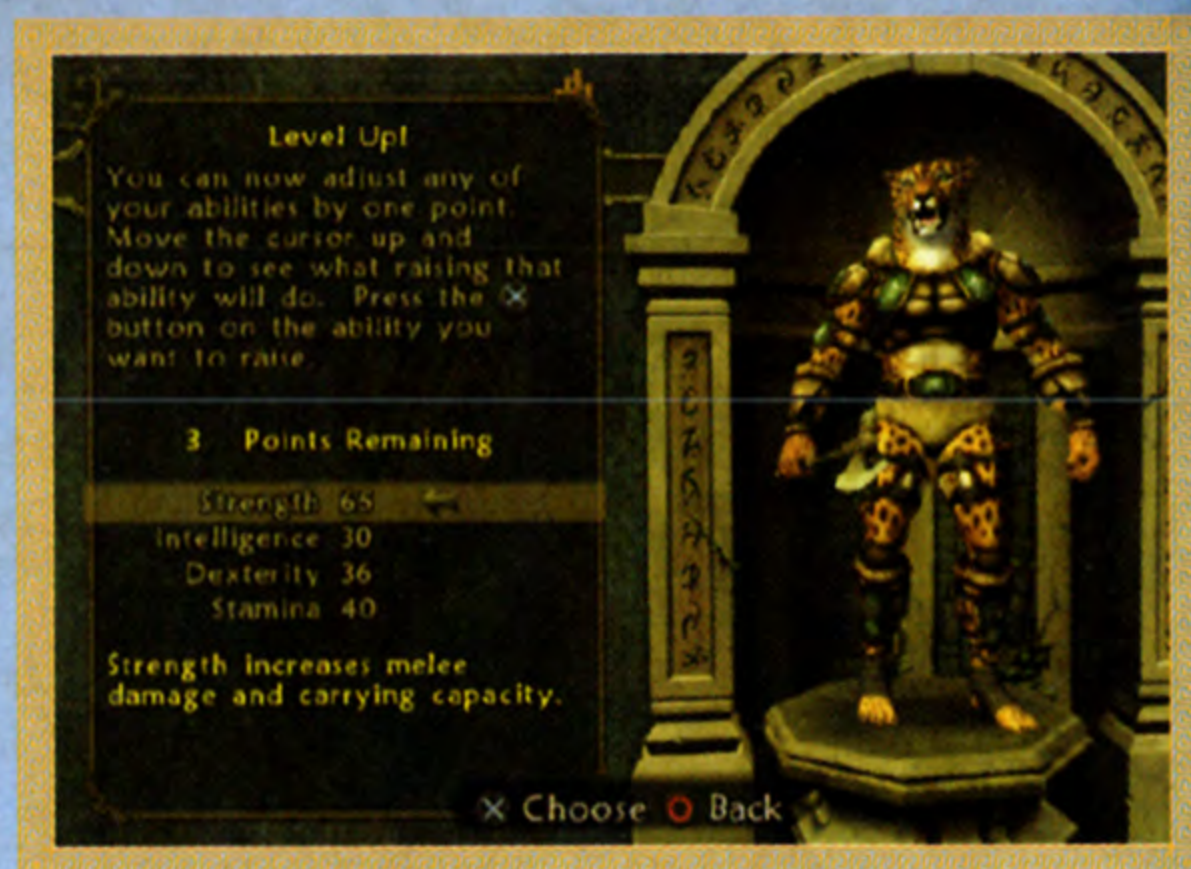 Level Up!
You can now adjust any of
your abilities by one point.
Move the cursor up and
down to see what raising that
ability will do. Press the
button on the ability you
want to raise.
3 Points Remaining
Strength 65
Intelligence 30
Dexterity 36
Stamina 40
Strength increases melee
damage and carrying capacity.
Choose Back